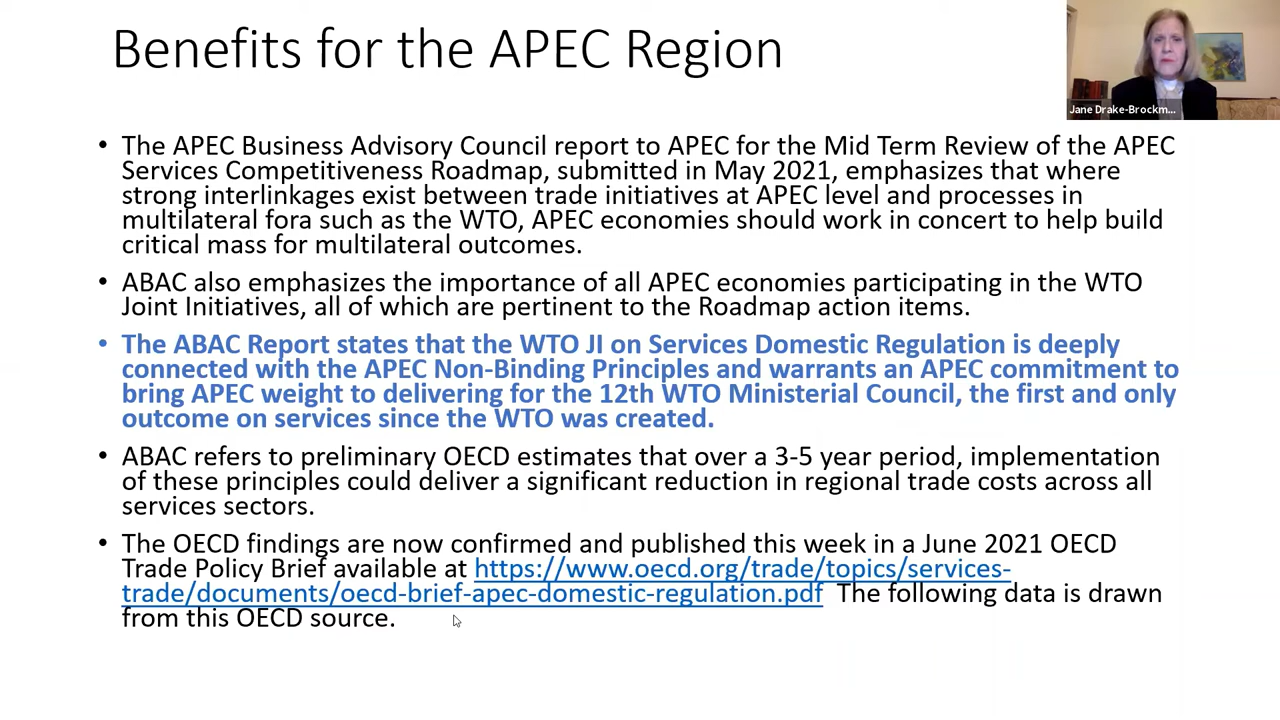 Benefits for the APEC Region
Jane Drake-Brockm...
• The APEC Business Advisory Council report to APEC for the Mid Term Review of the APEC
Services Competitiveness Roadmap, submitted in May 2021, emphasizes that where
strong interlinkages exist between trade initiatives at APEC level and processes in
multilateral fora such as the WTO, APEC economies should work in concert to help build
critical mass for multilateral outcomes.
• ABAC also emphasizes the importance of all APEC economies participating in the WTO
Joint Initiatives, all of which are pertinent to the Roadmap action items.
• The ABAC Report states that the WTO JI on Services Domestic Regulation is deeply
connected with the APEC Non-Binding Principles and warrants an APEC commitment to
bring APEC weight to delivering for the 12th WTO Ministerial Council, the first and only
outcome on services since the WTO was created.
• ABAC refers to preliminary OECD estimates that over a 3-5 year period, implementation
of these principles could deliver a significant reduction in regional trade costs across all
services sectors.
• The OECD findings are now confirmed and published this week in a June 2021 OECD
Trade Policy Brief available at https://www.oecd.org/trade/topics/services-
trade/documents/oecd-brief-apec-domestic-regulation.pdf The following data is drawn
from this OECD source.